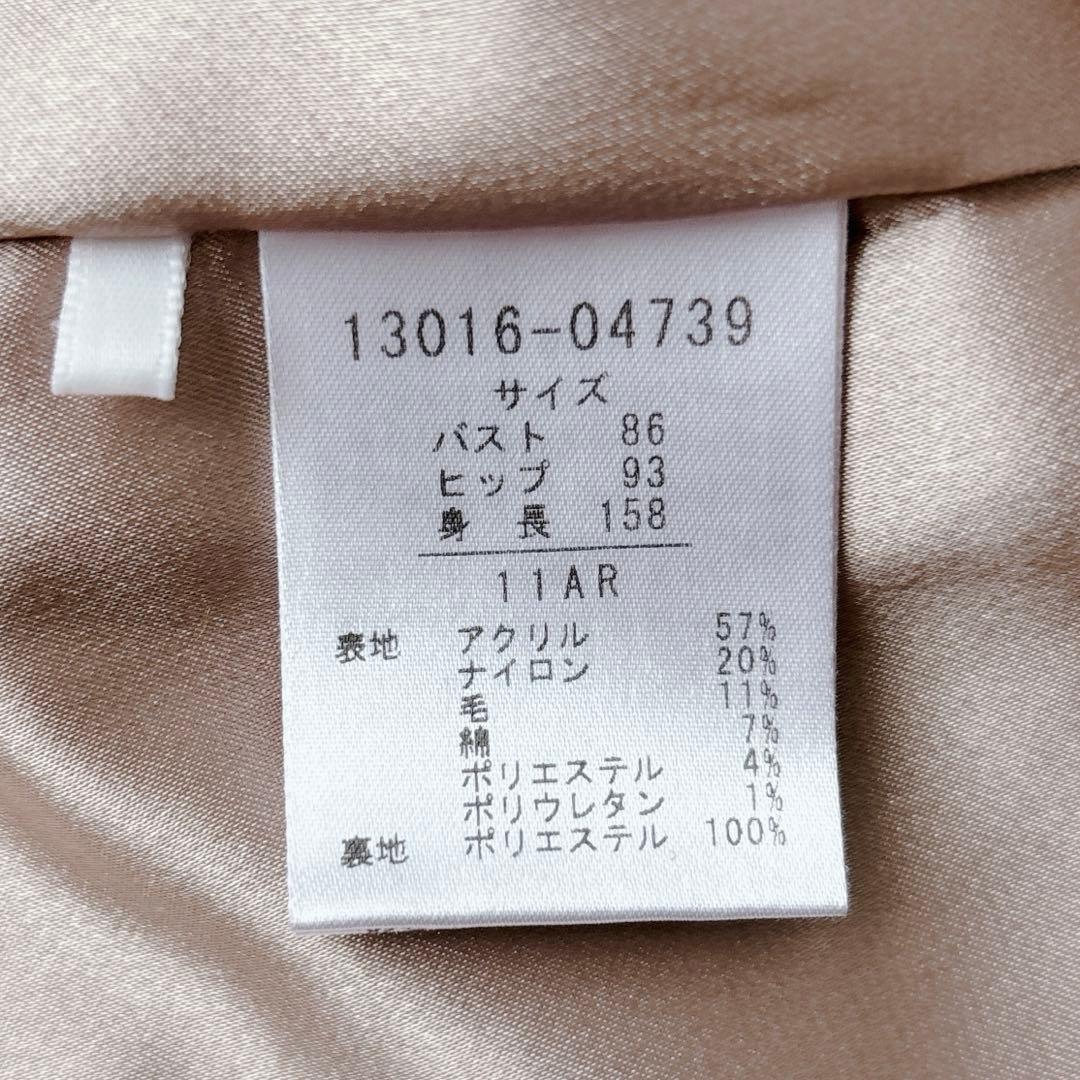 13016-04739
サイズ
バスト 86
ヒップ 93
身長 158
11AR
表地 アクリル 57%
ナイロン 20%
毛 11%
綿 7%
ポリエステル 4%
ポリウレタン 1%
裏地 ポリエステル 100%